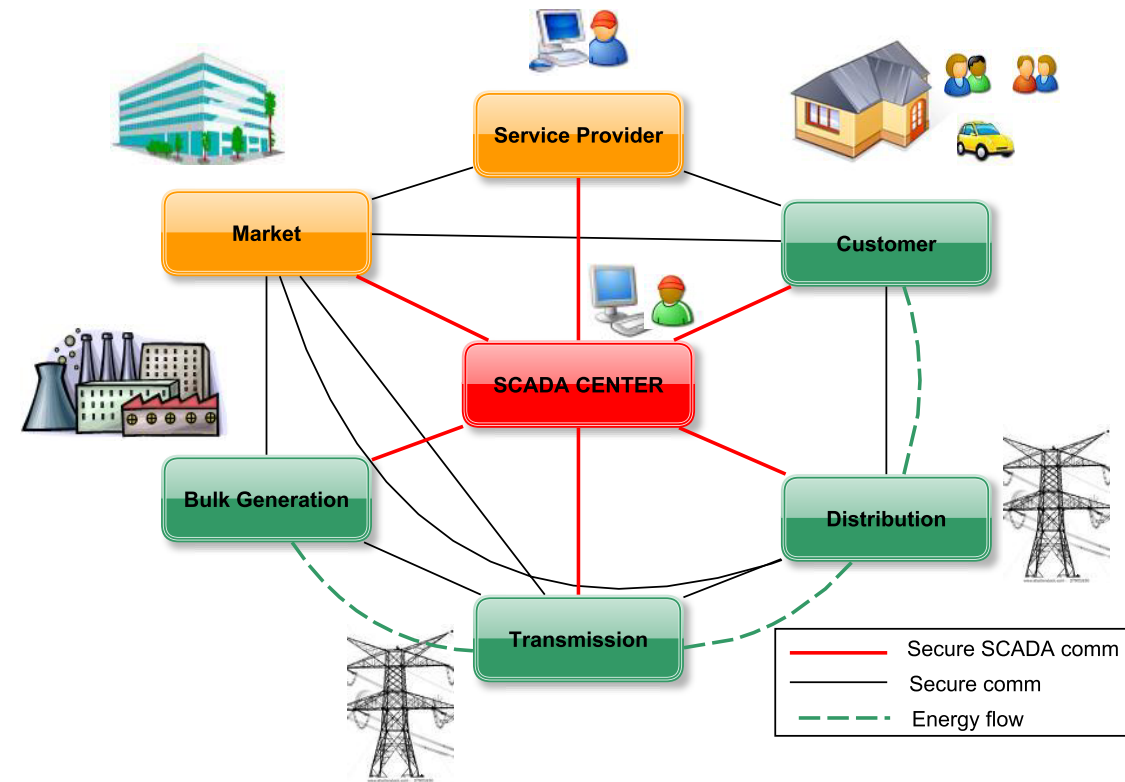 Service Provider
Market
Customer
SCADA CENTER
Bulk Generation
Distribution
Transmission
Secure SCADA comm
Secure comm
Energy flow